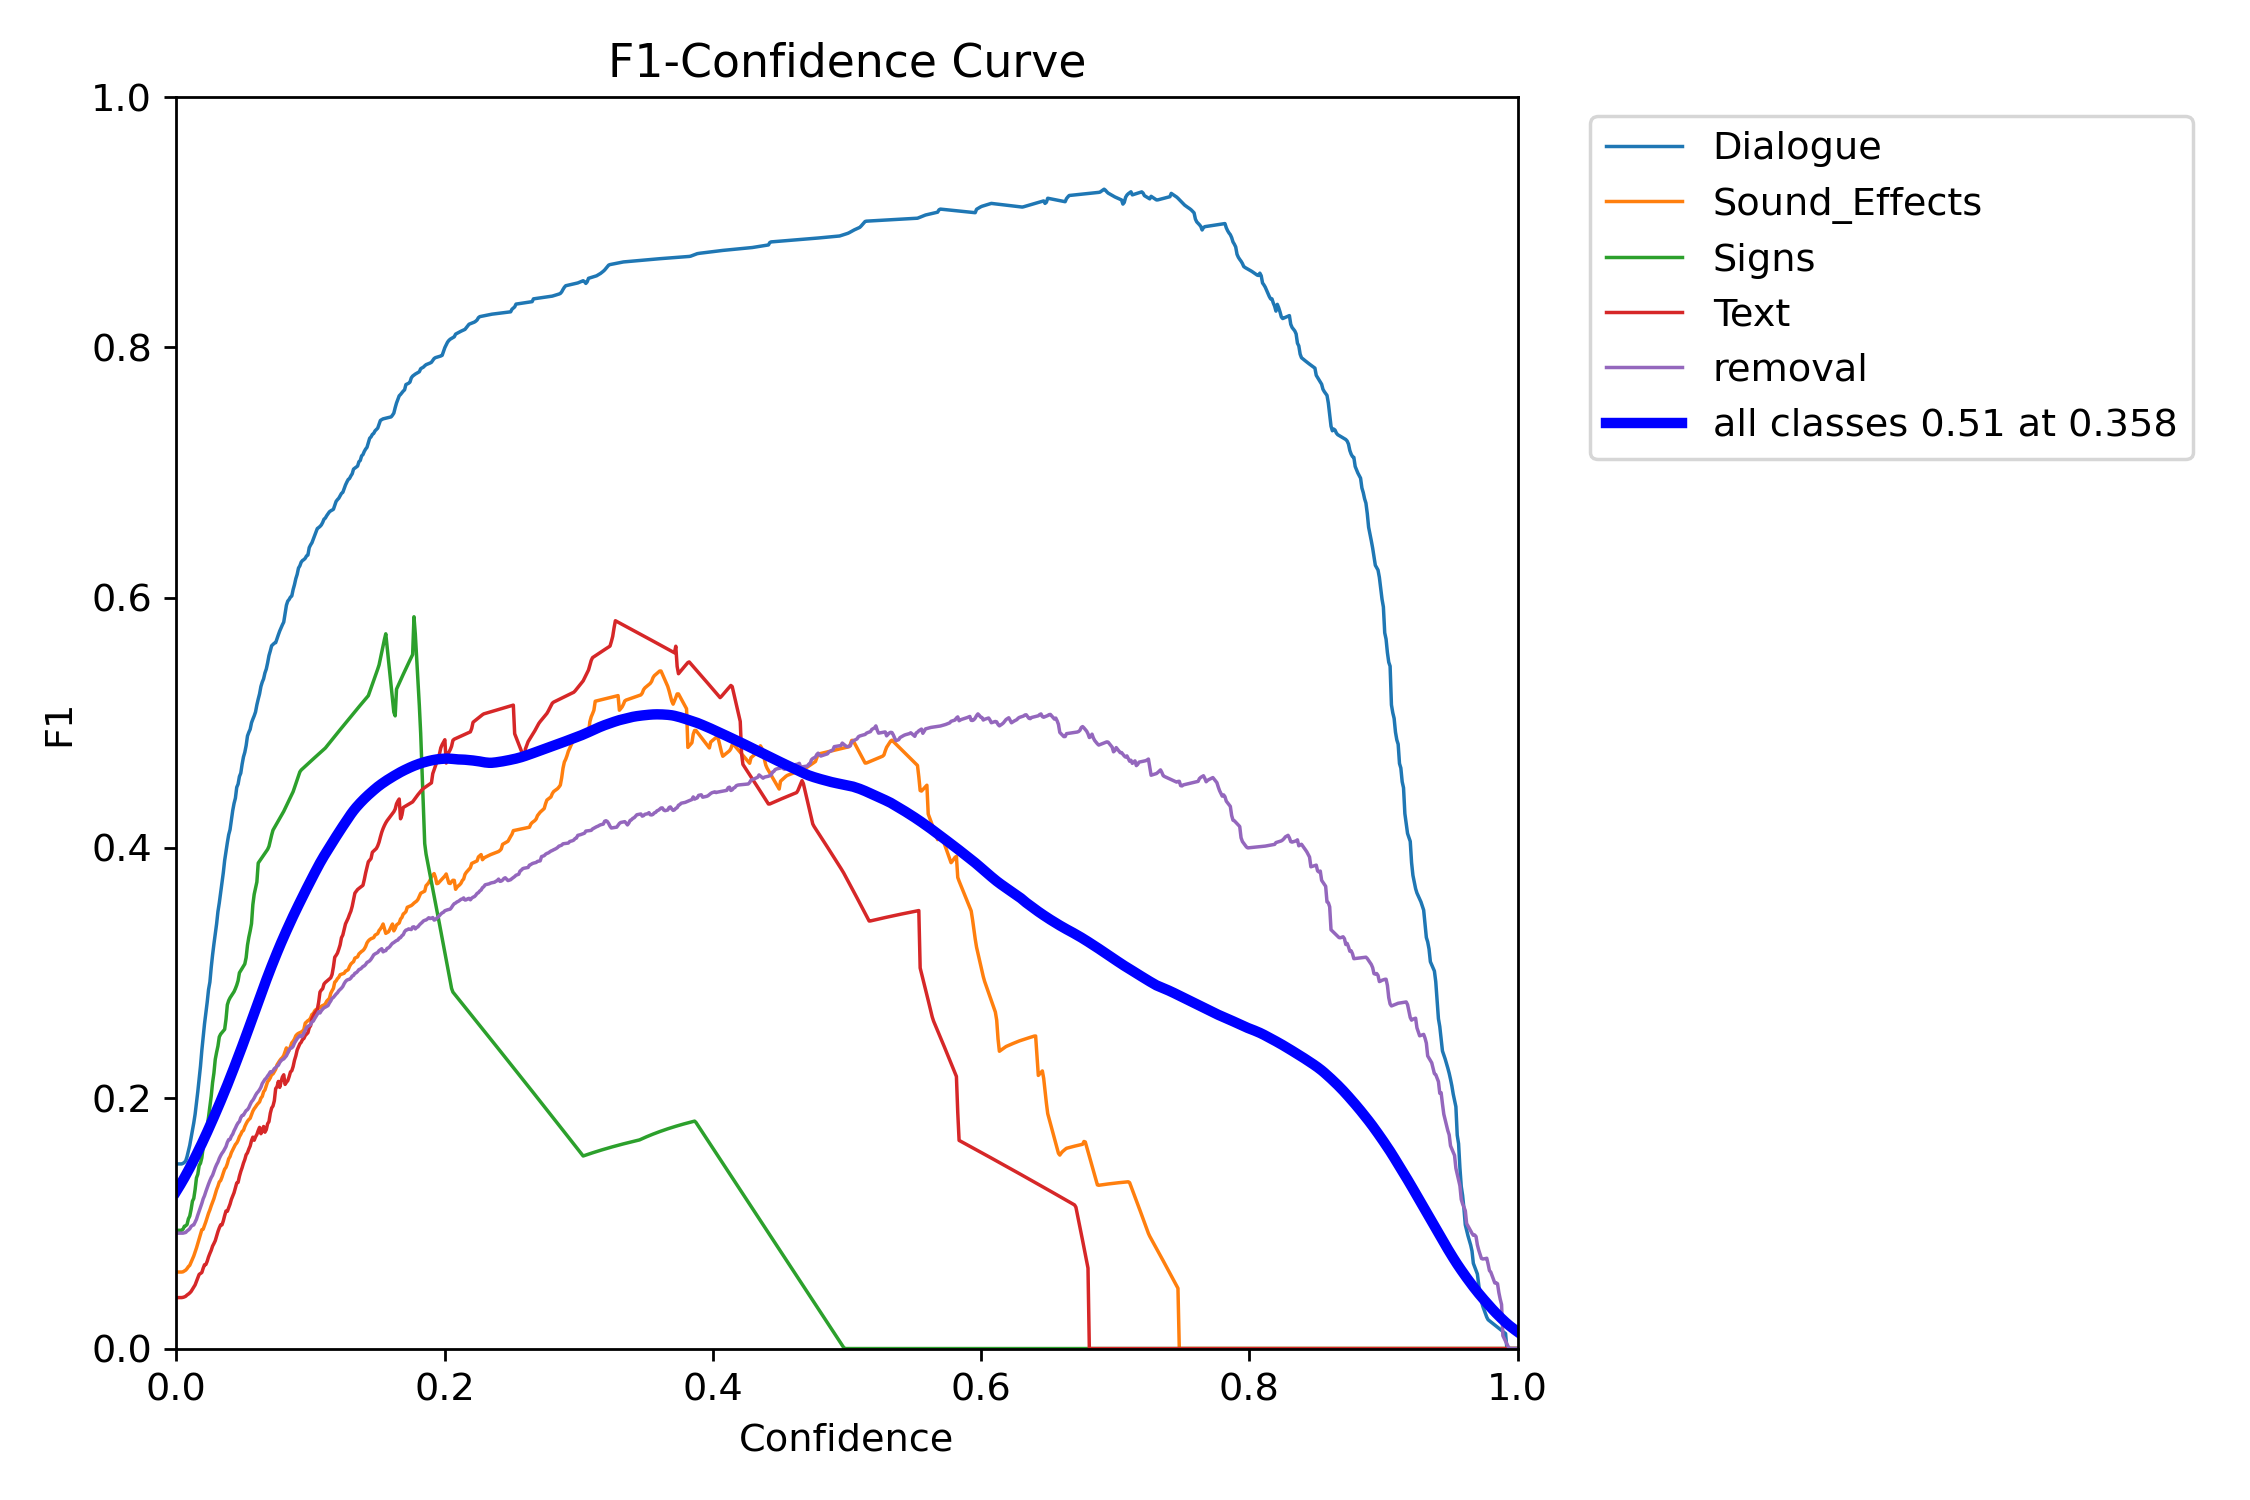 F1-Confidence Curve
1.0
0.8
0.6
0.4
0.2
0.0
F1
0.0 0.2 0.4 0.6 0.8 1.0
Confidence
Dialogue
Sound_Effects
Signs
Text
removal
all classes 0.51 at 0.358